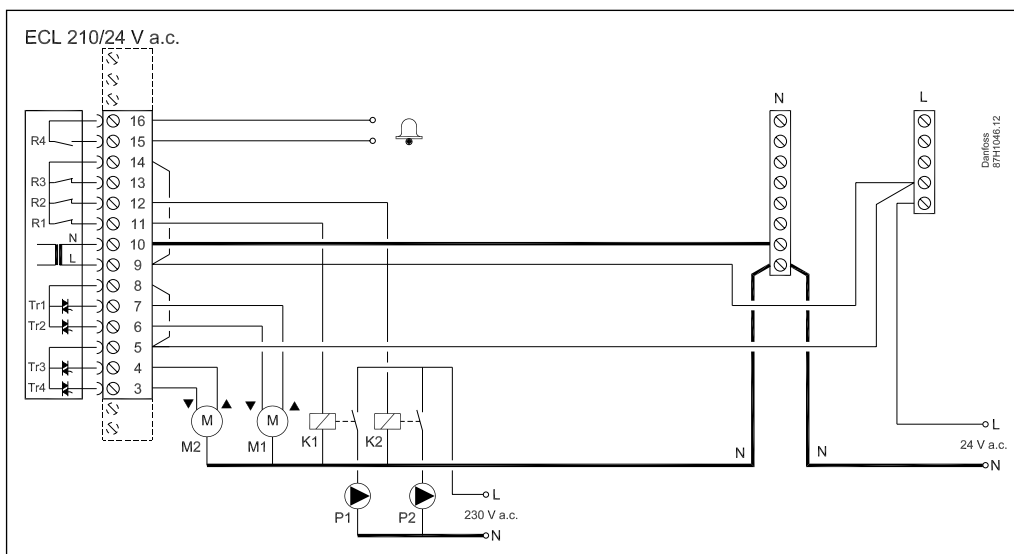 ECL 210/24 V a.c.
N
L
Danfoss
87H1046.12
16
R4
15
14
R3
13
R2
12
R1
11
N
10
L
9
8
Tr1
7
Tr2
6
5
Tr3
4
Tr4
3
M
M
M2
M1
K1
K2
N
N
L
24 V a.c.
N
P1
P2
L
230 V a.c.
N